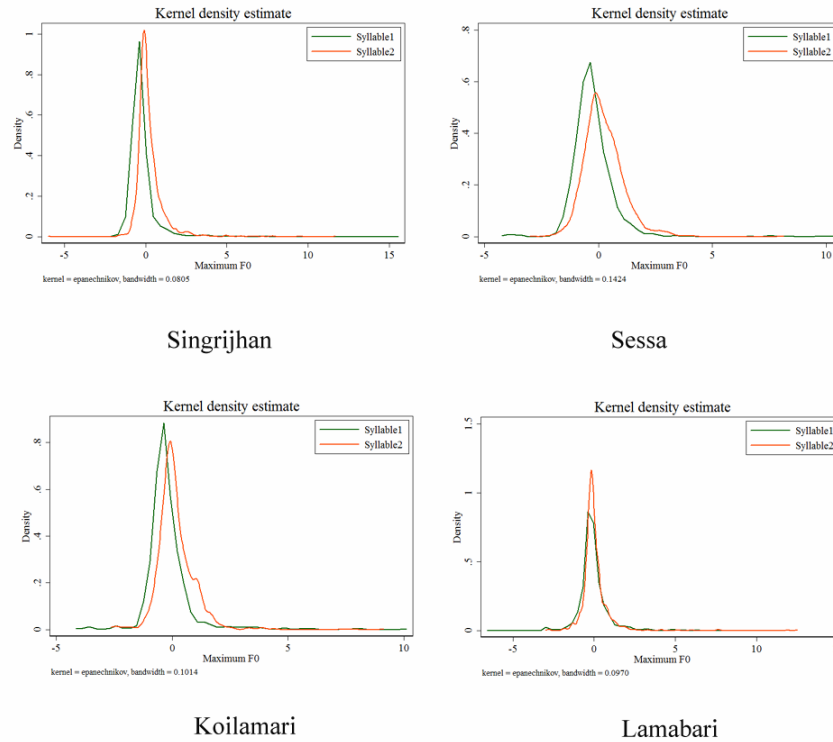 Kernel density estimate
Syllable1
Syllable2
1
.8
.6
.4
.2
0
Density
-5
0
5
10
15
Maximum F0
kernel = epanechnikov, bandwidth = 0.0805
Singrijhan
Kernel density estimate
Syllable1
Syllable2
.8
.6
.4
.2
0
Density
-5
0
5
10
Maximum F0
kernel = epanechnikov, bandwidth = 0.1424
Sessa
Kernel density estimate
Syllable1
Syllable2
.8
.6
.4
.2
0
Density
-5
0
5
10
Maximum F0
kernel = epanechnikov, bandwidth = 0.1014
Koilamari
Kernel density estimate
Syllable1
Syllable2
1.5
1
.5
0
Density
-5
0
5
10
Maximum F0
kernel = epanechnikov, bandwidth = 0.0970
Lamabari